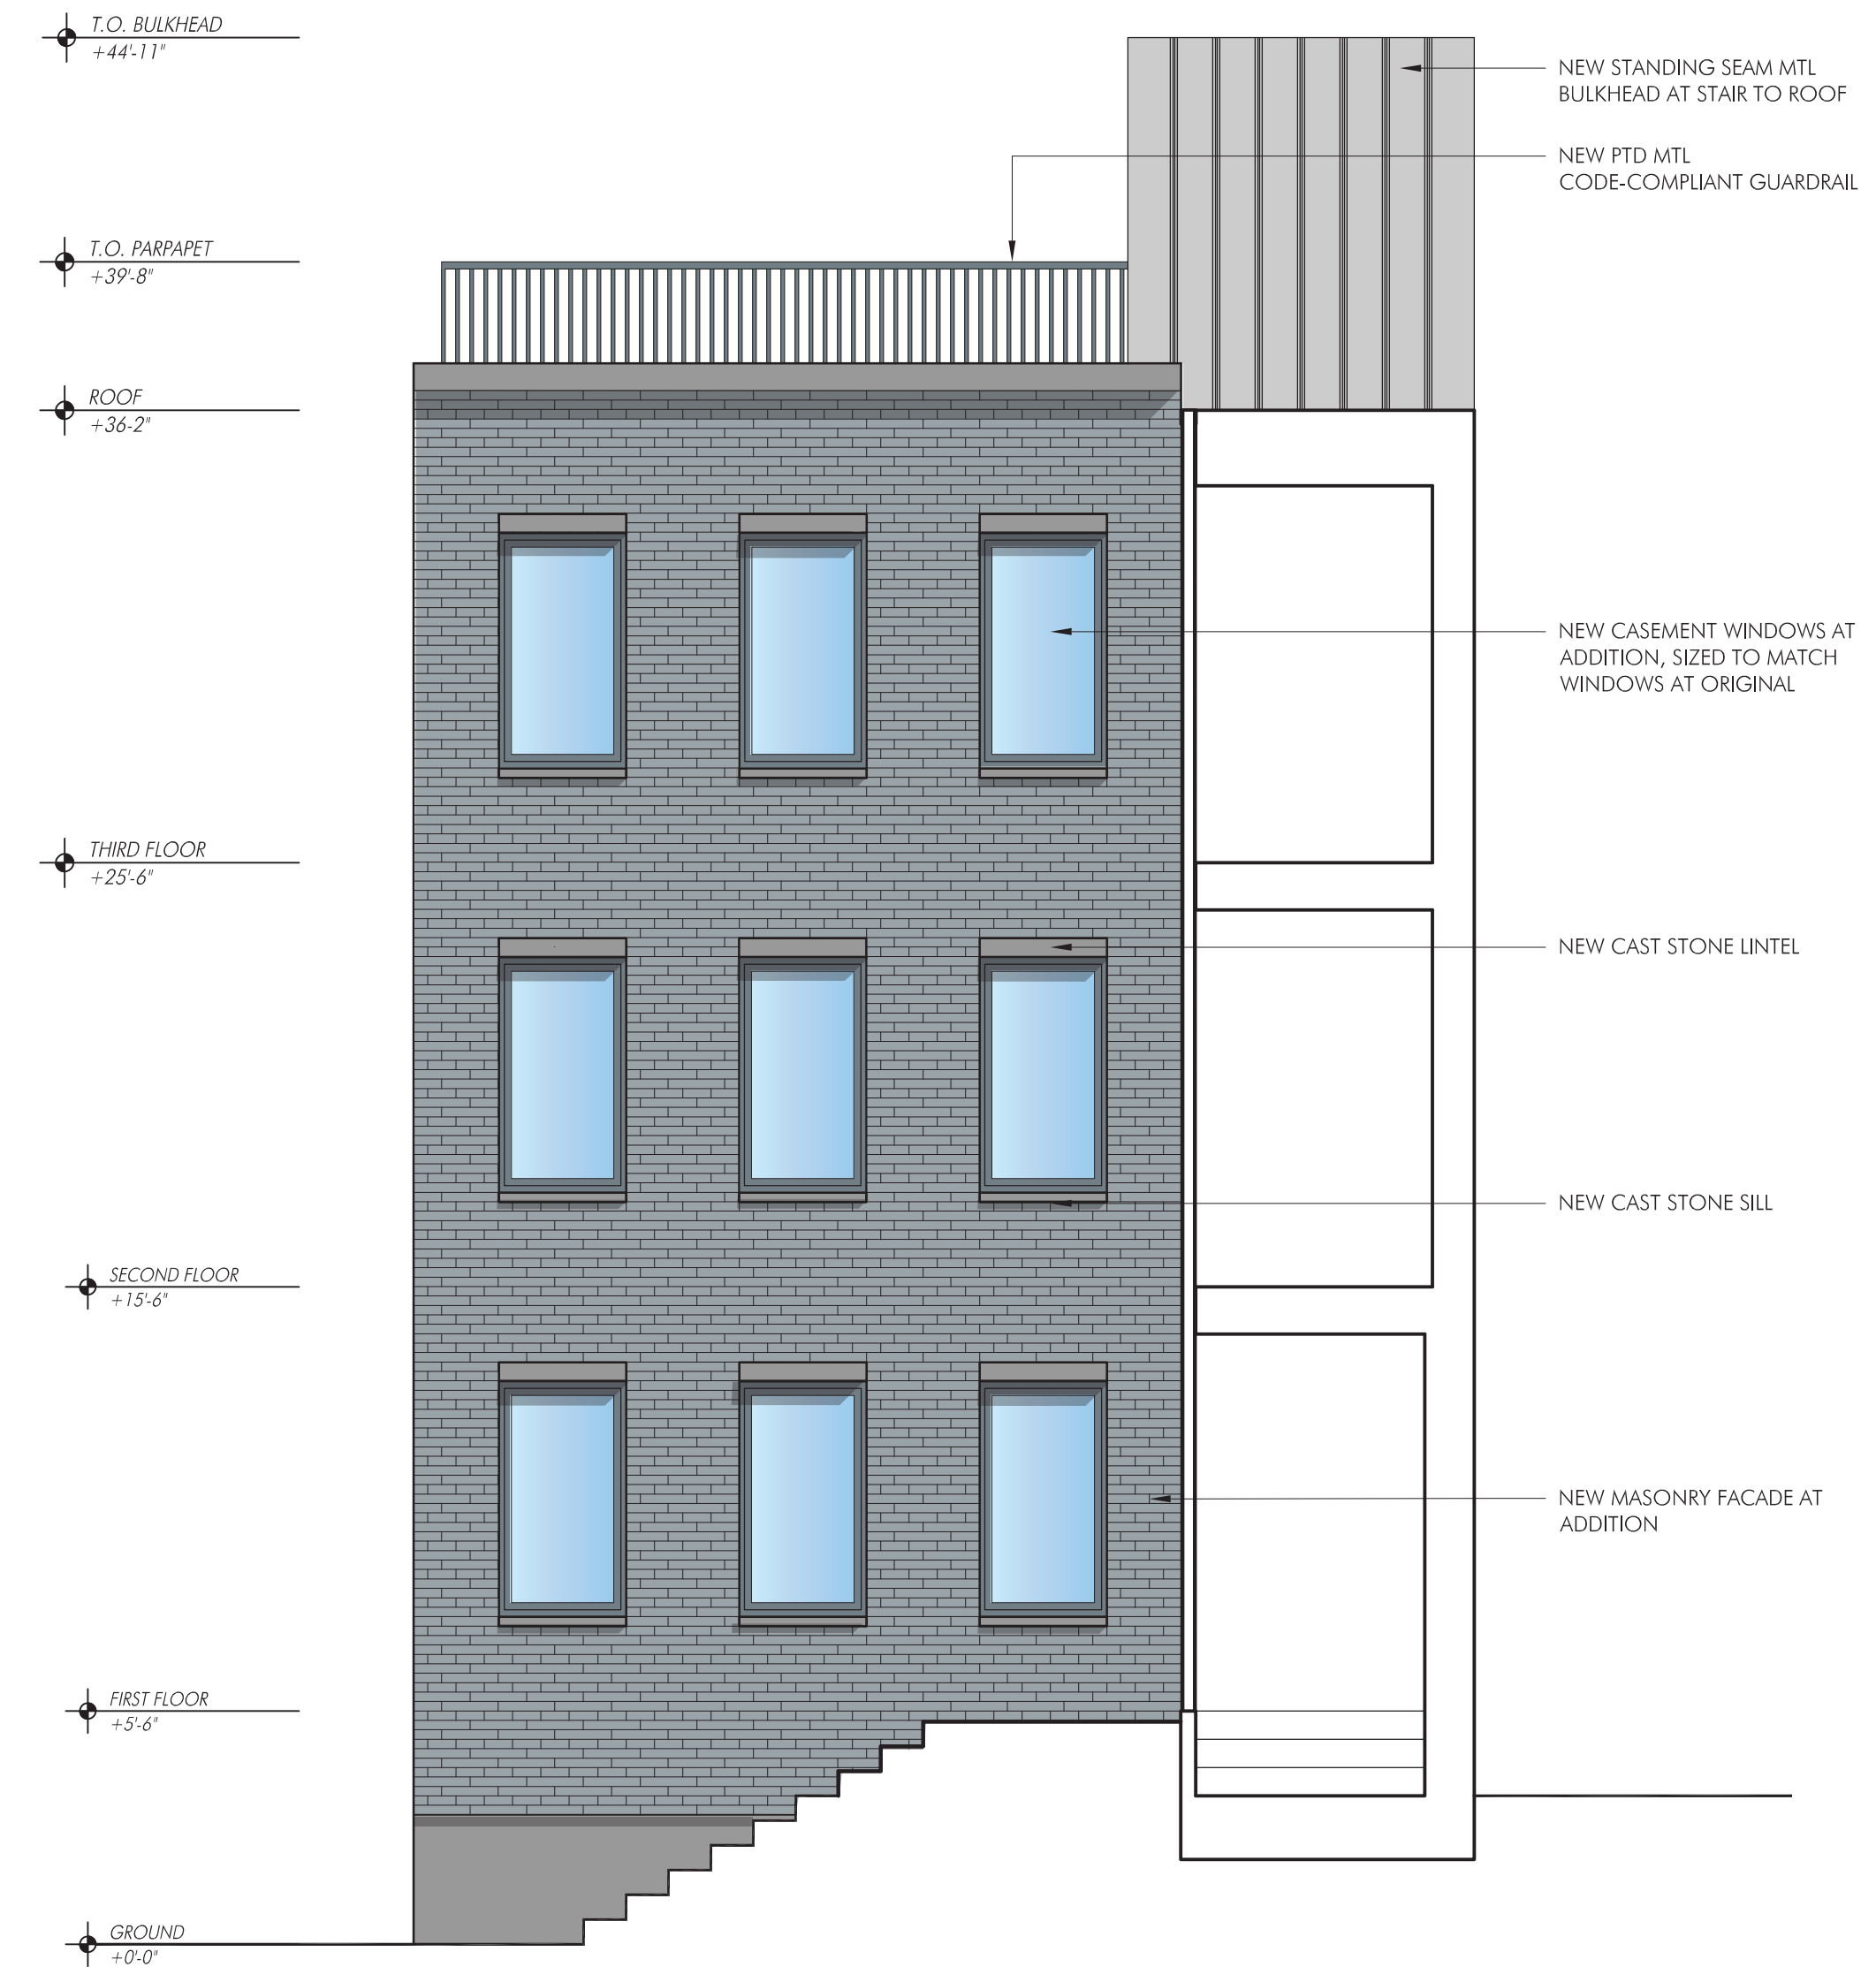 T.O. BULKHEAD
+44'-11"
NEW STANDING SEAM MTL
BULKHEAD AT STAIR TO ROOF
NEW PTD MTL
CODE-COMPLIANT GUARDRAIL
T.O. PARPAPET
+39'-8"
ROOF
+36-2"
NEW CASEMENT WINDOWS AT
ADDITION, SIZED TO MATCH
WINDOWS AT ORIGINAL
THIRD FLOOR
+25'-6"
NEW CAST STONE LINTEL
NEW CAST STONE SILL
SECOND FLOOR
+15'-6"
NEW MASONRY FACADE AT
ADDITION
FIRST FLOOR
+5'-6"
GROUND
+0'-0"